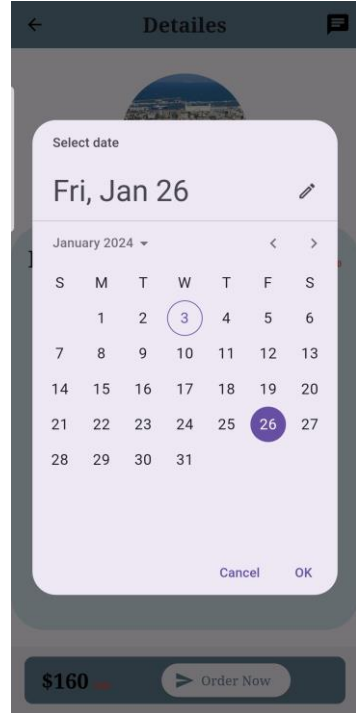 Detailes
Select date
Fri, Jan 26
January 2024
S M T W T F S
1 2 3 4 5 6
7 8 9 10 11 12 13
14 15 16 17 18 19 20
21 22 23 24 25 26 27
28 29 30 31
Cancel OK
$160 Order Now